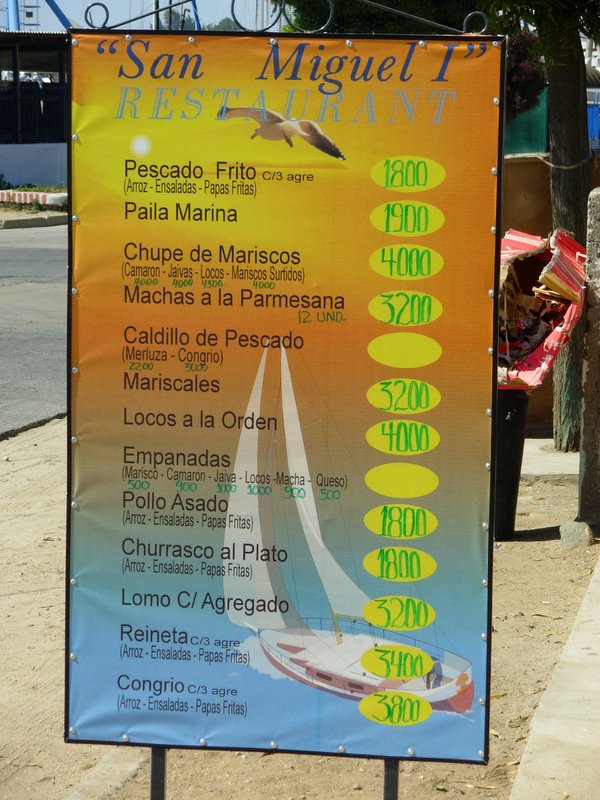 “San Miguel I”
RESTAURANT
Pescado Frito C/3 agre 1800
(Arroz - Ensaladas - Papas Fritas)
Paila Marina 1900
Chupe de Mariscos 4000
(Camaron - Jaivas - Locos - Mariscos Surtidos)
4000 4000 4500 4000
Machas a la Parmesana 3200
12 UND.
Caldillo de Pescado
(Merluza - Congrio)
2200 3000
Mariscales 3200
Locos a la Orden 4000
Empanadas
(Marisco - Camaron - Jaiva - Locos -Macha - Queso)
500 900 1000 1000 900 500
Pollo Asado 1800
(Arroz - Ensaladas - Papas Fritas)
Churrasco al Plato 1800
(Arroz - Ensaladas - Papas Fritas)
Lomo C/ Agregado 3200
Reineta C/3 agre 3400
(Arroz - Ensaladas - Papas Fritas)
Congrio C/3 agre 3800
(Arroz - Ensaladas - Papas Fritas)